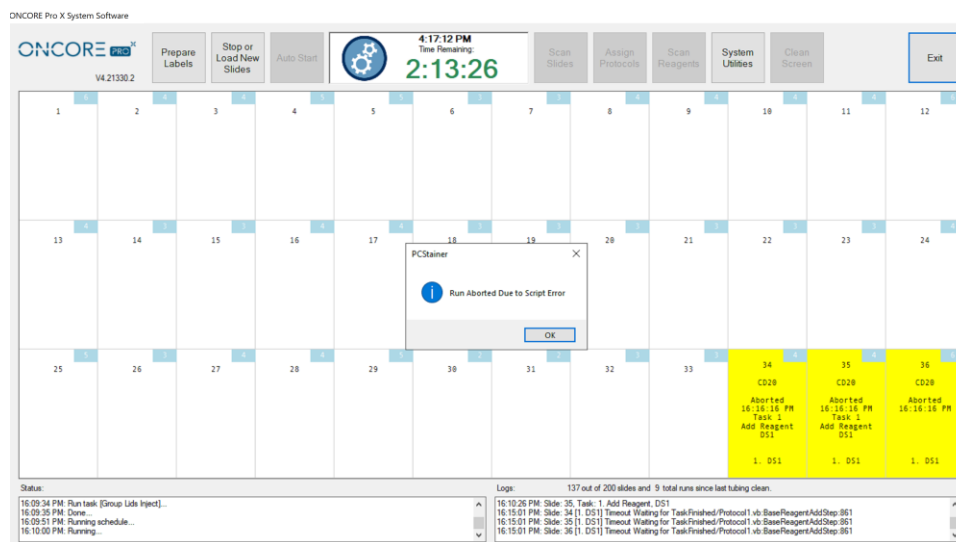 ONCORE Pro X System Software
ONCORE PRO X
V4.21330.2
Prepare
Labels
Stop or
Load New
Slides
Auto Start
4:17:12 PM
Time Remaining:
2:13:26
Scan
Slides
Assign
Protocols
Scan
Reagents
System
Utilities
Clean
Screen
Exit
1 2 3 4 5 6 7 8 9 10 11 12
13 14 15 16 17 18 19 20 21 22 23 24
PCStainer
Run Aborted Due to Script Error
OK
25 26 27 28 29 30 31 32 33
34
CD20
Aborted
16:16:16 PM
Task 1
Add Reagent
DS1
1. DS1
35
CD20
Aborted
16:16:16 PM
Task 1
Add Reagent
DS1
1. DS1
36
CD20
Aborted
16:16:16 PM
1. DS1
Status:
16:09:34 PM: Run task [Group Lids Inject]...
16:09:35 PM: Done...
16:09:51 PM: Running schedule...
16:10:00 PM: Running...
Logs:
137 out of 200 slides and 9 total runs since last tubing clean.
16:10:26 PM: Slide: 35, Task: 1. Add Reagent, DS1
16:15:01 PM: Slide: 34 [1. DS1] Timeout Waiting for TaskFinished/Protocol1.vb:BaseReagentAddStep:861
16:15:01 PM: Slide: 35 [1. DS1] Timeout Waiting for TaskFinished/Protocol1.vb:BaseReagentAddStep:861
16:15:01 PM: Slide: 36 [1. DS1] Timeout Waiting for TaskFinished/Protocol1.vb:BaseReagentAddStep:861